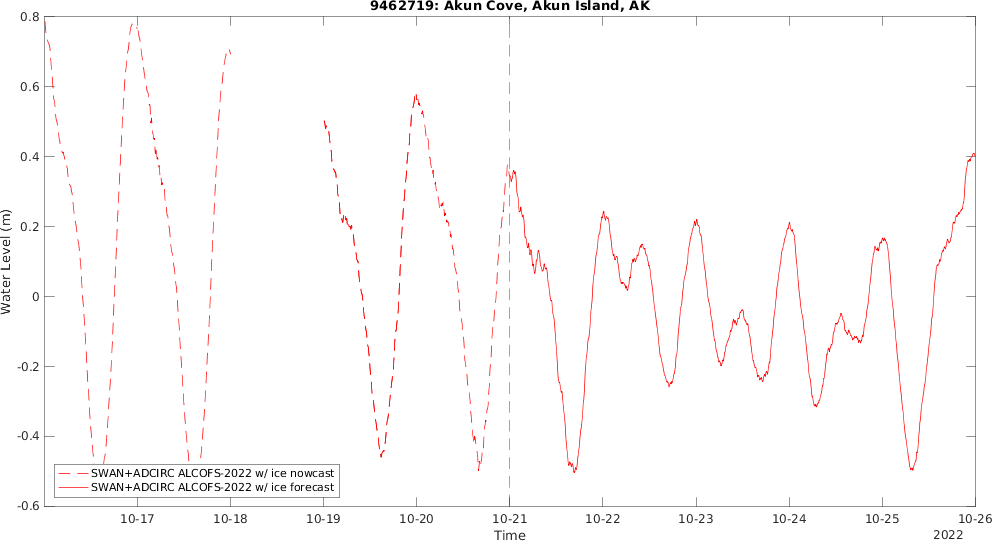 9462719: Akun Cove, Akun Island, AK
Water Level (m)
0.8
0.6
0.4
0.2
0
-0.2
-0.4
-0.6
SWAN+ADCIRC ALCOFS-2022 w/ ice nowcast
SWAN+ADCIRC ALCOFS-2022 w/ ice forecast
10-17 10-18 10-19 10-20 10-21 10-22 10-23 10-24 10-25 10-26
Time
2022